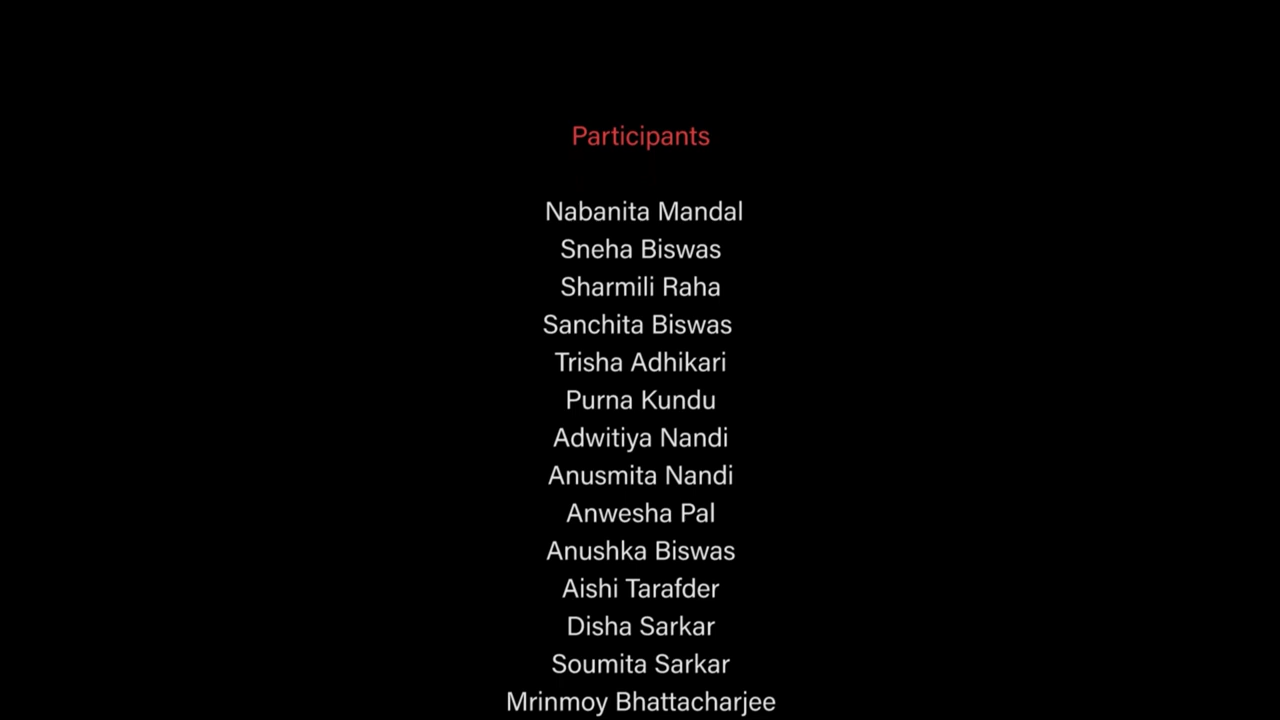 Participants
Nabanita Mandal
Sneha Biswas
Sharmili Raha
Sanchita Biswas
Trisha Adhikari
Purna Kundu
Adwitiya Nandi
Anusmita Nandi
Anwesha Pal
Anushka Biswas
Aishi Tarafder
Disha Sarkar
Soumita Sarkar
Mrinmoy Bhattacharjee